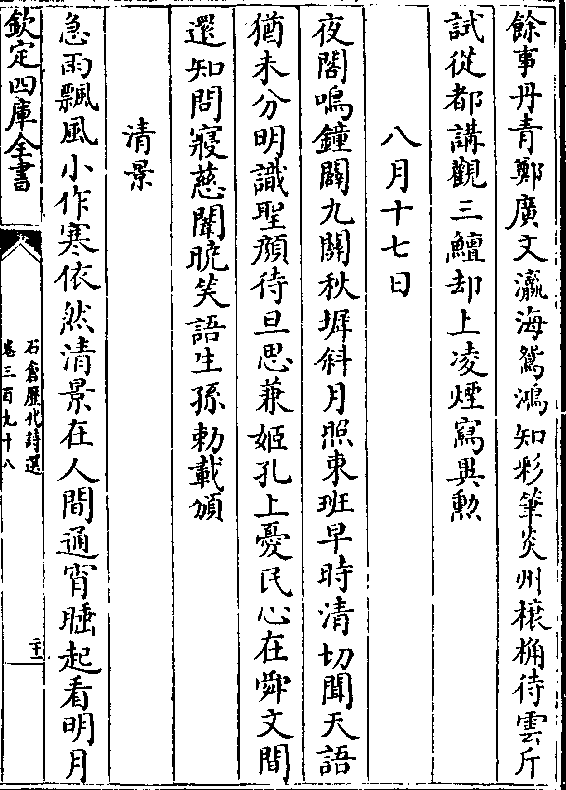 餘事丹青鄭廣文瀛海鴛鴻知彩筆炎州榱桷待雲斤
試從都講觀三鱣却上凌煙寫異勲
八月十七日
夜閤鳴鐘闢九關秋墀斜月照東班早時清切聞天語
猶未分明識聖顔待旦思兼姬孔上憂民心在舜文間
還知問寢慈闈曉笑語生孫勅載頒
清景
急雨飄風小作寒依然清景在人間通宵睡起看明月
欽定四庫全書
石倉歴代詩選
卷三百九十八
二十一